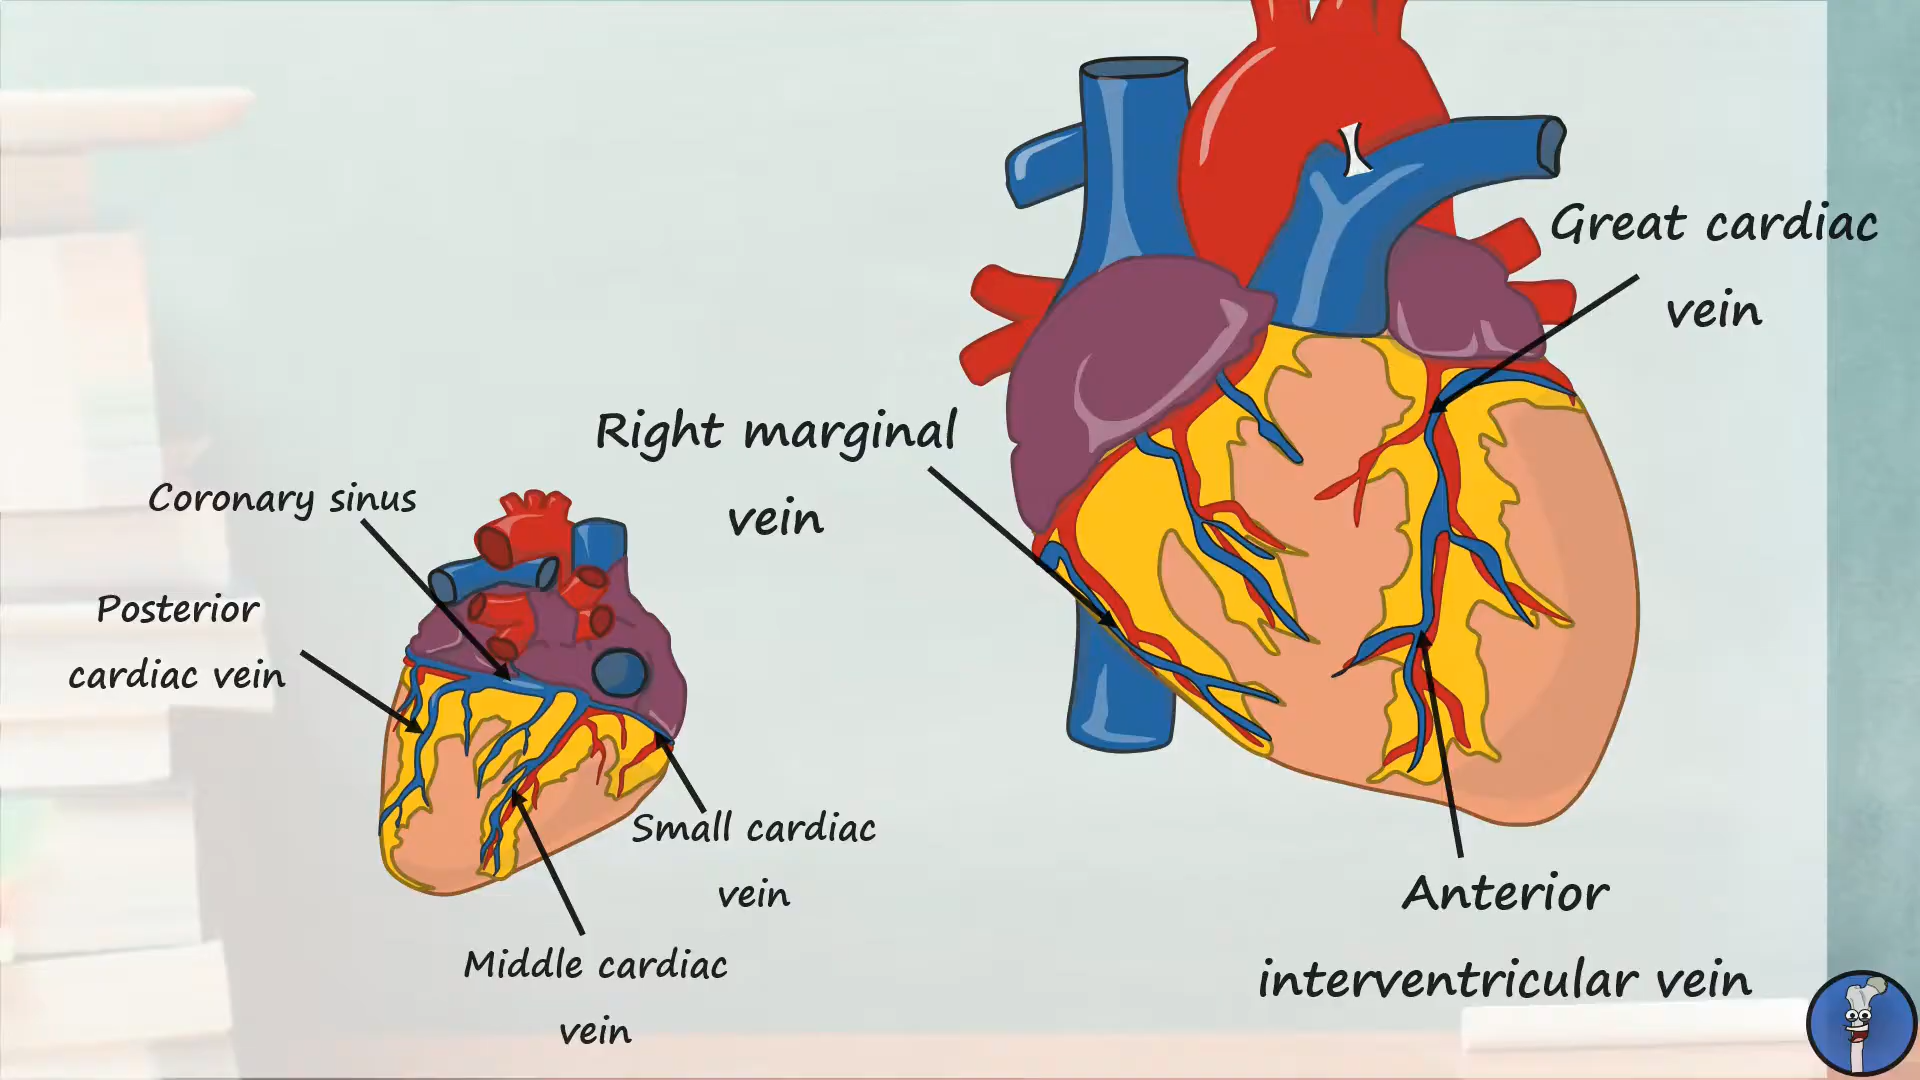 Great cardiac
vein
Right marginal
vein
Coronary sinus
Posterior
cardiac vein
Small cardiac
vein
Middle cardiac
vein
Anterior
interventricular vein